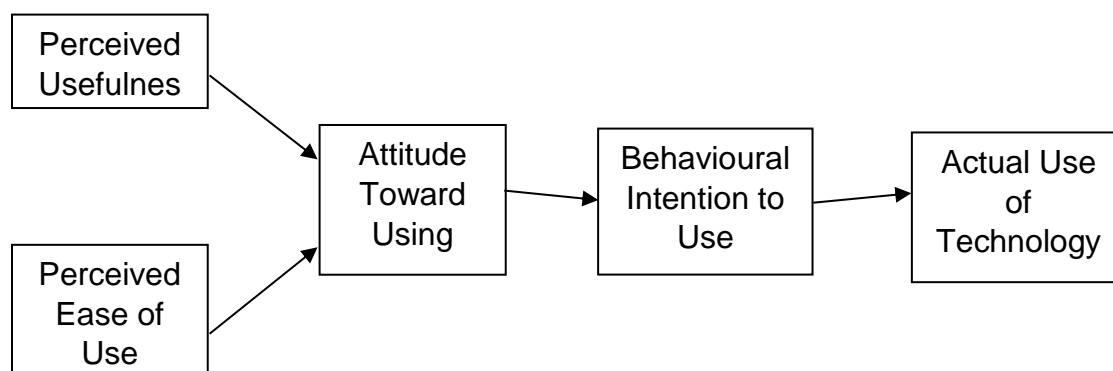 Perceived
Usefulnes
Attitude
Toward
Using
Behavioural
Intention to
Use
Actual Use
of
Technology
Perceived
Ease of
Use